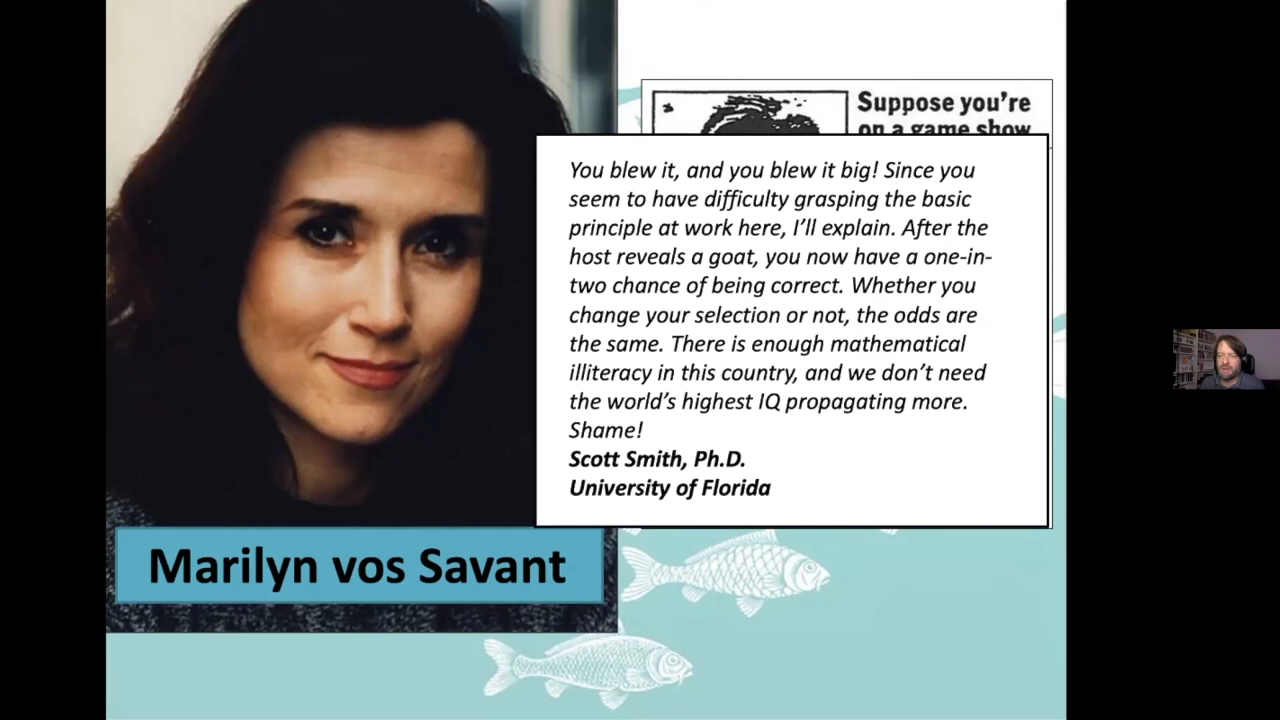 Suppose you're
on a game show
You blew it, and you blew it big! Since you
seem to have difficulty grasping the basic
principle at work here, I'll explain. After the
host reveals a goat, you now have a one-in-
two chance of being correct. Whether you
change your selection or not, the odds are
the same. There is enough mathematical
illiteracy in this country, and we don't need
the world's highest IQ propagating more.
Shame!
Scott Smith, Ph.D.
University of Florida
Marilyn vos Savant